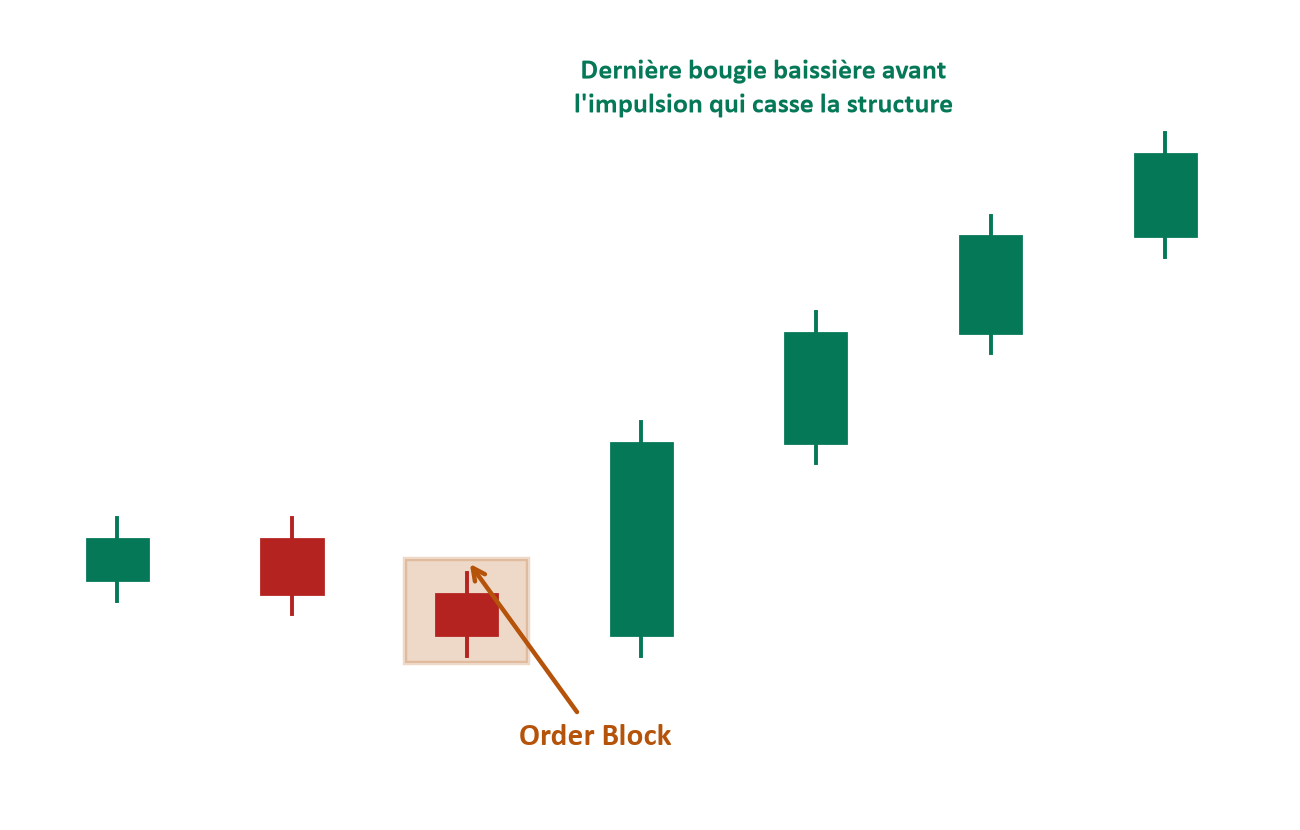 Dernière bougie baissière avant
l'impulsion qui casse la structure
Order Block